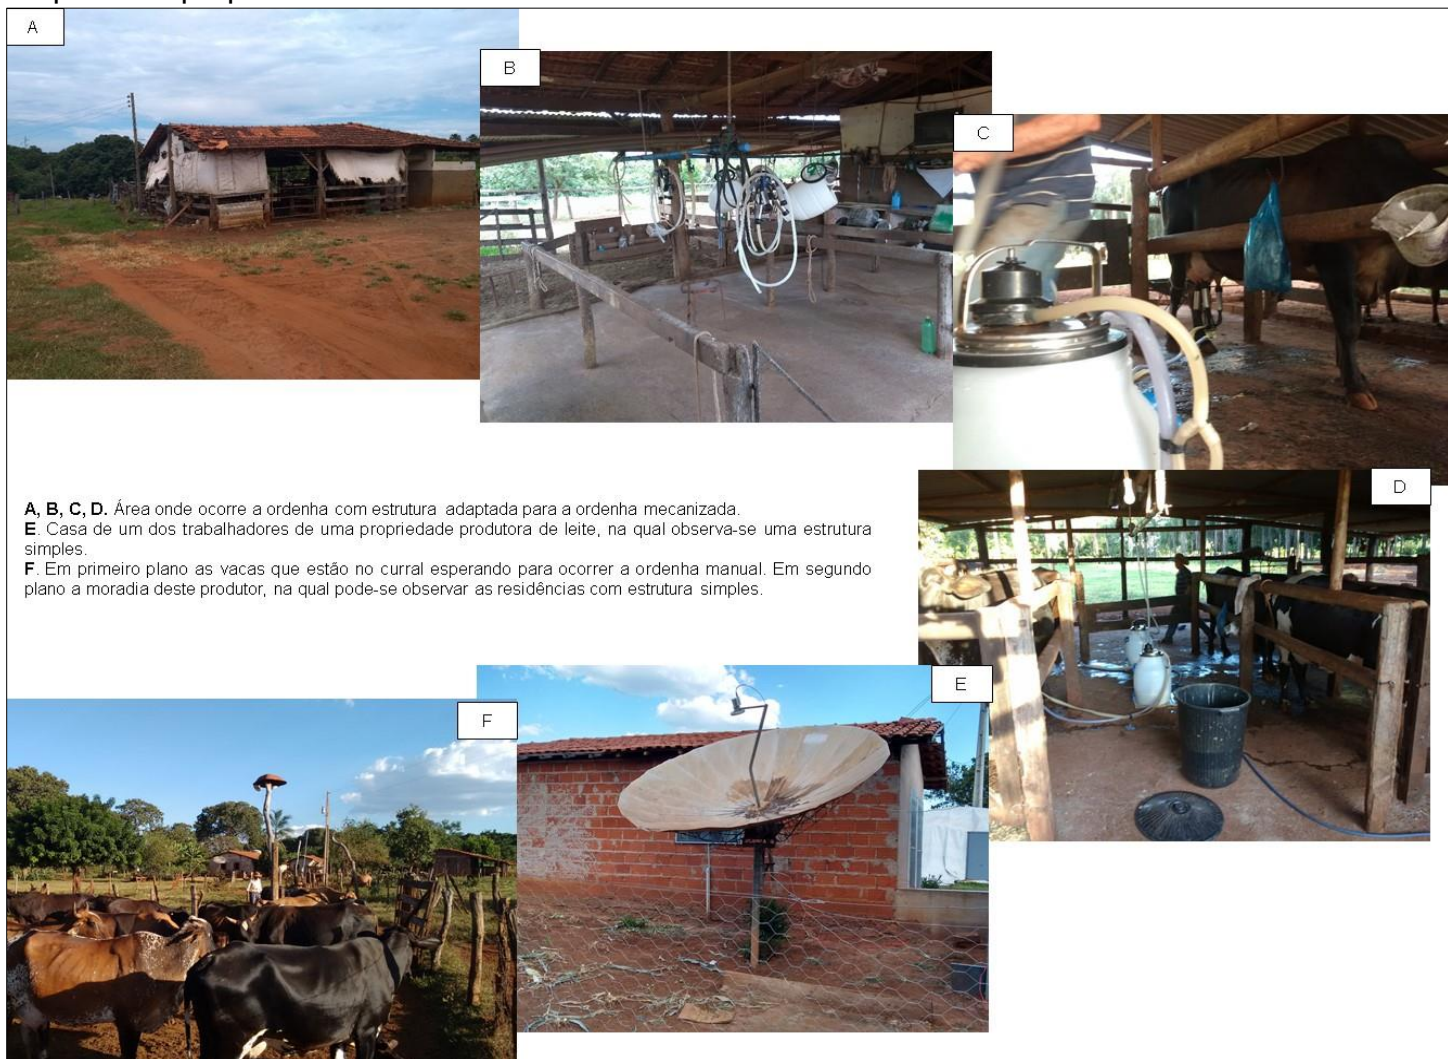 A
B
C
A, B, C, D. Área onde ocorre a ordenha com estrutura adaptada para a ordenha mecanizada.
E. Casa de um dos trabalhadores de uma propriedade produtora de leite, na qual observa-se uma estrutura
simples.
F. Em primeiro plano as vacas que estão no curral esperando para ocorrer a ordenha manual. Em segundo
plano a moradia deste produtor, na qual pode-se observar as residências com estrutura simples.
D
E
F